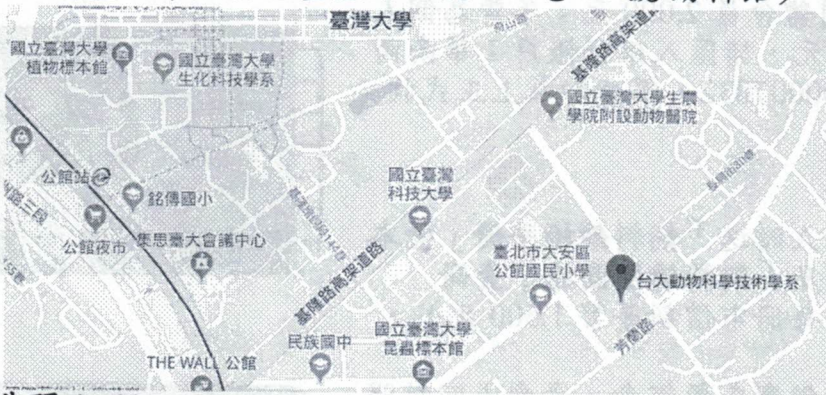 臺灣大學
國立臺灣大學
植物標本館
國立臺灣大學
生化科技學系
基隆路高架道路
國立臺灣大學生農
學院附設動物醫院
公館站
銘傳國小
國立臺灣
科技大學
公館夜市
集思臺大會議中心
基隆路高架道路
臺北市大安區
公館國民小學
台大動物科學技術學系
芳蘭路
民族國中
國立臺灣大學
昆蟲標本館
THE WALL 公館